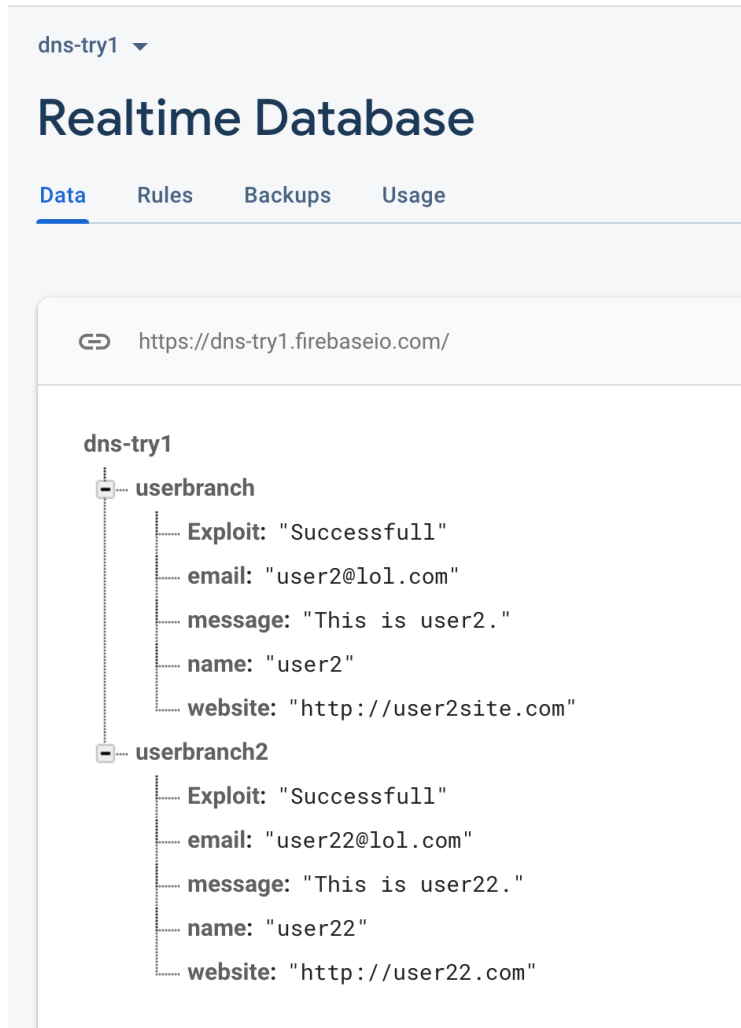 dns-try1
Realtime Database
Data Rules Backups Usage
https://dns-try1.firebaseio.com/
dns-try1
userbranch
Exploit: "Successfull"
email: "user2@lol.com"
message: "This is user2."
name: "user2"
website: "http://user2site.com"
userbranch2
Exploit: "Successfull"
email: "user22@lol.com"
message: "This is user22."
name: "user22"
website: "http://user22.com"